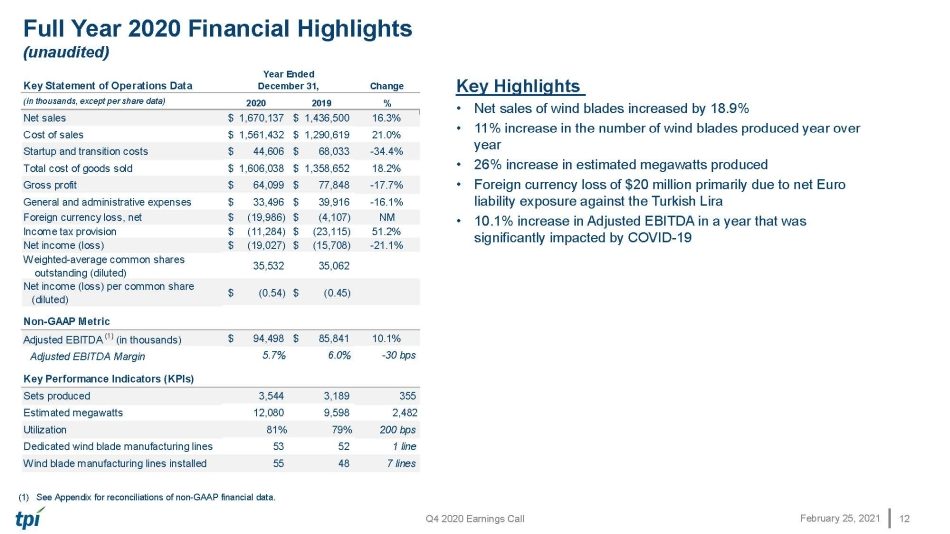 Full Year 2020 Financial Highlights
(unaudited)
Year Ended
Key Statement of Operations Data December 31, Change
(in thousands, except per share data) 2020 2019 %
Net sales $ 1,670,137 $ 1,436,500 16.3%
Cost of sales $ 1,561,432 $ 1,290,619 21.0%
Startup and transition costs $ 44,606 $ 68,033 -34.4%
Total cost of goods sold $ 1,606,038 $ 1,358,652 18.2%
Gross profit $ 64,099 $ 77,848 -17.7%
General and administrative expenses $ 33,496 $ 39,916 -16.1%
Foreign currency loss, net $ (19,986) $ (4,107) NM
Income tax provision $ (11,284) $ (23,115) 51.2%
Net income (loss) $ (19,027) $ (15,708) -21.1%
Weighted-average common shares
outstanding (diluted) 35,532 35,062
Net income (loss) per common share
(diluted) $ (0.54) $ (0.45)
Non-GAAP Metric
Adjusted EBITDA (1) (in thousands) $ 94,498 $ 85,841 10.1%
Adjusted EBITDA Margin 5.7% 6.0% -30 bps
Key Performance Indicators (KPIs)
Sets produced 3,544 3,189 355
Estimated megawatts 12,080 9,598 2,482
Utilization 81% 79% 200 bps
Dedicated wind blade manufacturing lines 53 52 1 line
Wind blade manufacturing lines installed 55 48 7 lines
Key Highlights
• Net sales of wind blades increased by 18.9%
• 11% increase in the number of wind blades produced year over
year
• 26% increase in estimated megawatts produced
• Foreign currency loss of $20 million primarily due to net Euro
liability exposure against the Turkish Lira
• 10.1% increase in Adjusted EBITDA in a year that was
significantly impacted by COVID-19
(1) See Appendix for reconciliations of non-GAAP financial data.
tpi Q4 2020 Earnings Call February 25, 2021 12